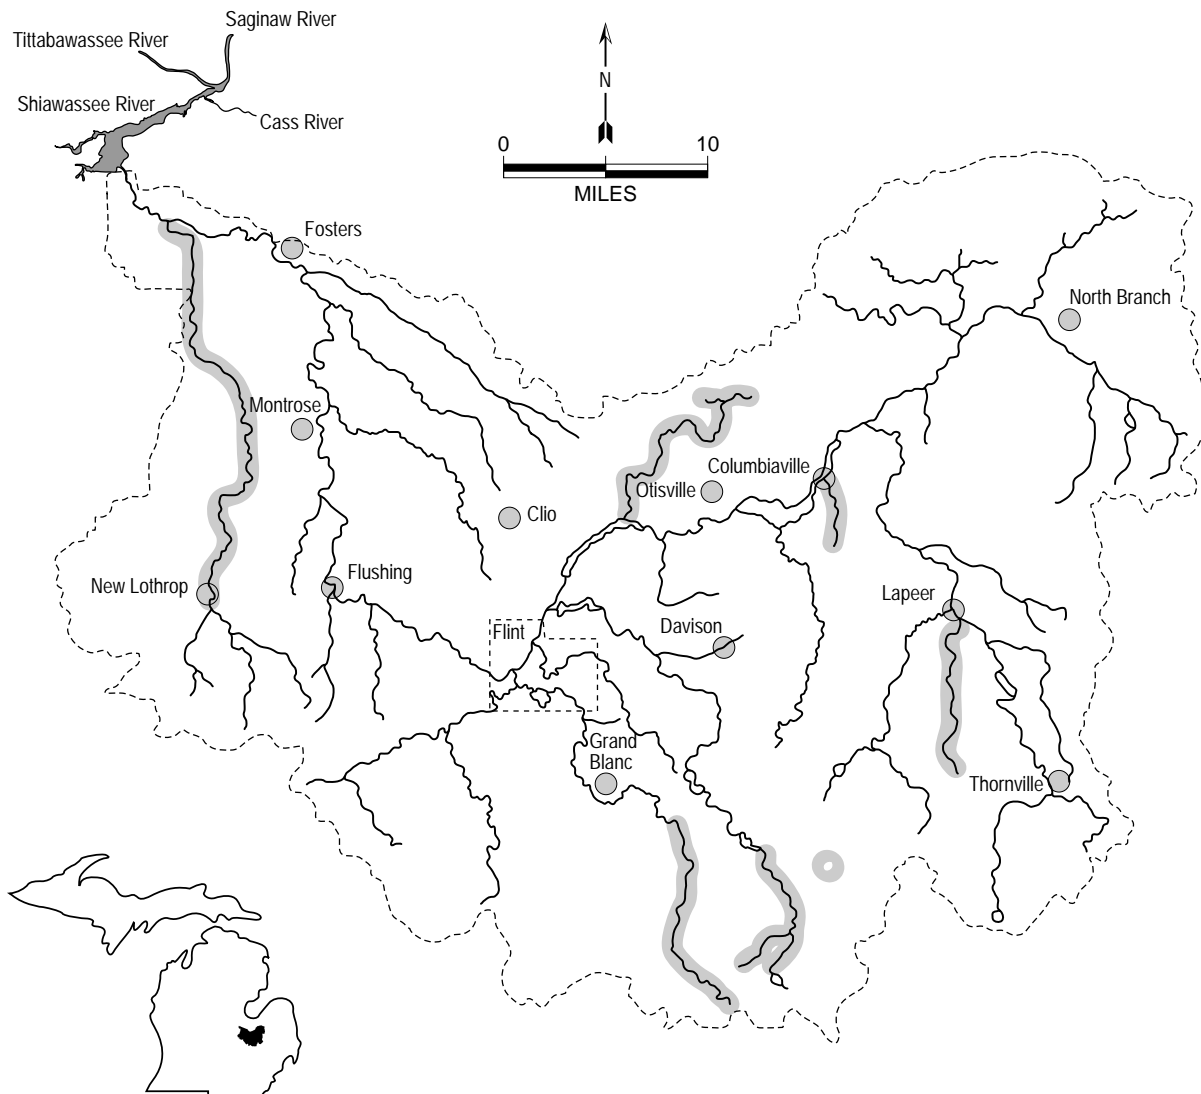 Saginaw River
Tittabawassee River
Shiawassee River
Cass River
N
0 10
MILES
Fosters
North Branch
Montrose
Columbiaville
Otisville
Clio
New Lothrop
Flushing
Lapeer
Flint
Davison
Grand
Blanc
Thornville